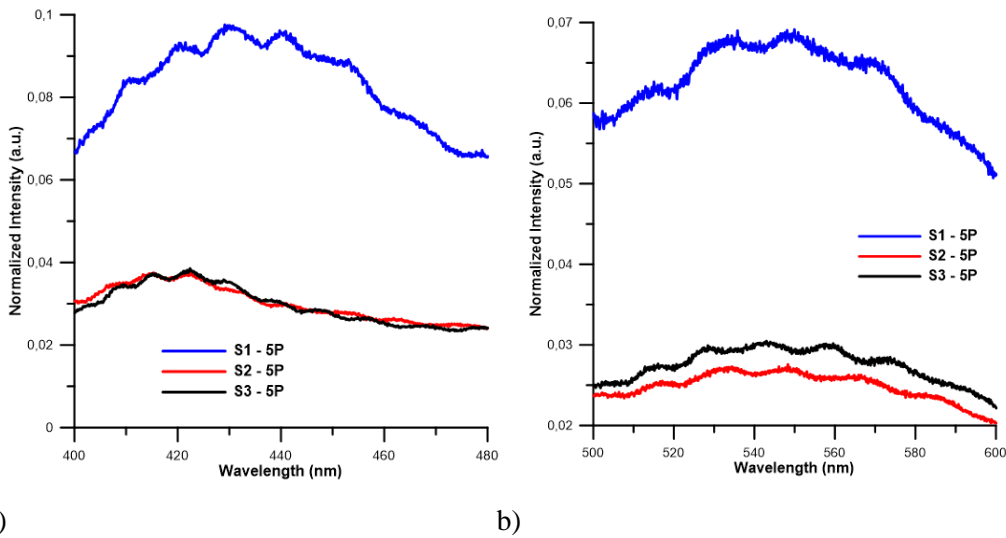 0,1
0,08
0,06
0,04
0,02
0
Normalized Intensity (a.u.)
S1 - 5P
S2 - 5P
S3 - 5P
400 420 440 460 480
Wavelength (nm)
)
0,07
0,06
0,05
0,04
0,03
0,02
Normalized Intensity (a.u.)
S1 - 5P
S2 - 5P
S3 - 5P
500 520 540 560 580 600
Wavelength (nm)
b)